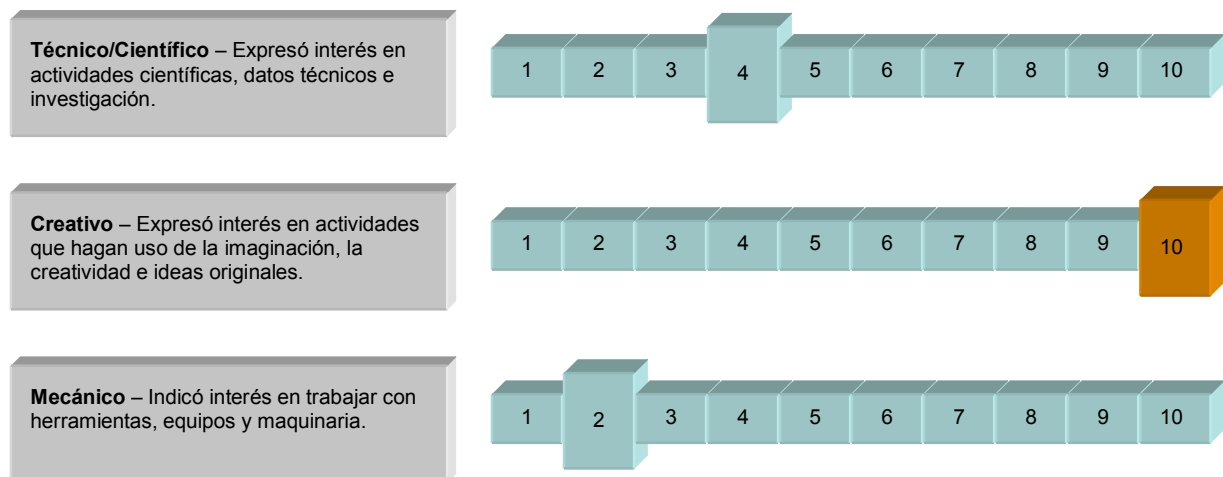 Técnico/Científico – Expresó interés en
actividades científicas, datos técnicos e
investigación.
1 2 3 4 5 6 7 8 9 10
Creativo – Expresó interés en actividades
que hagan uso de la imaginación, la
creatividad e ideas originales.
1 2 3 4 5 6 7 8 9 10
Mecánico – Indicó interés en trabajar con
herramientas, equipos y maquinaria.
1 2 3 4 5 6 7 8 9 10